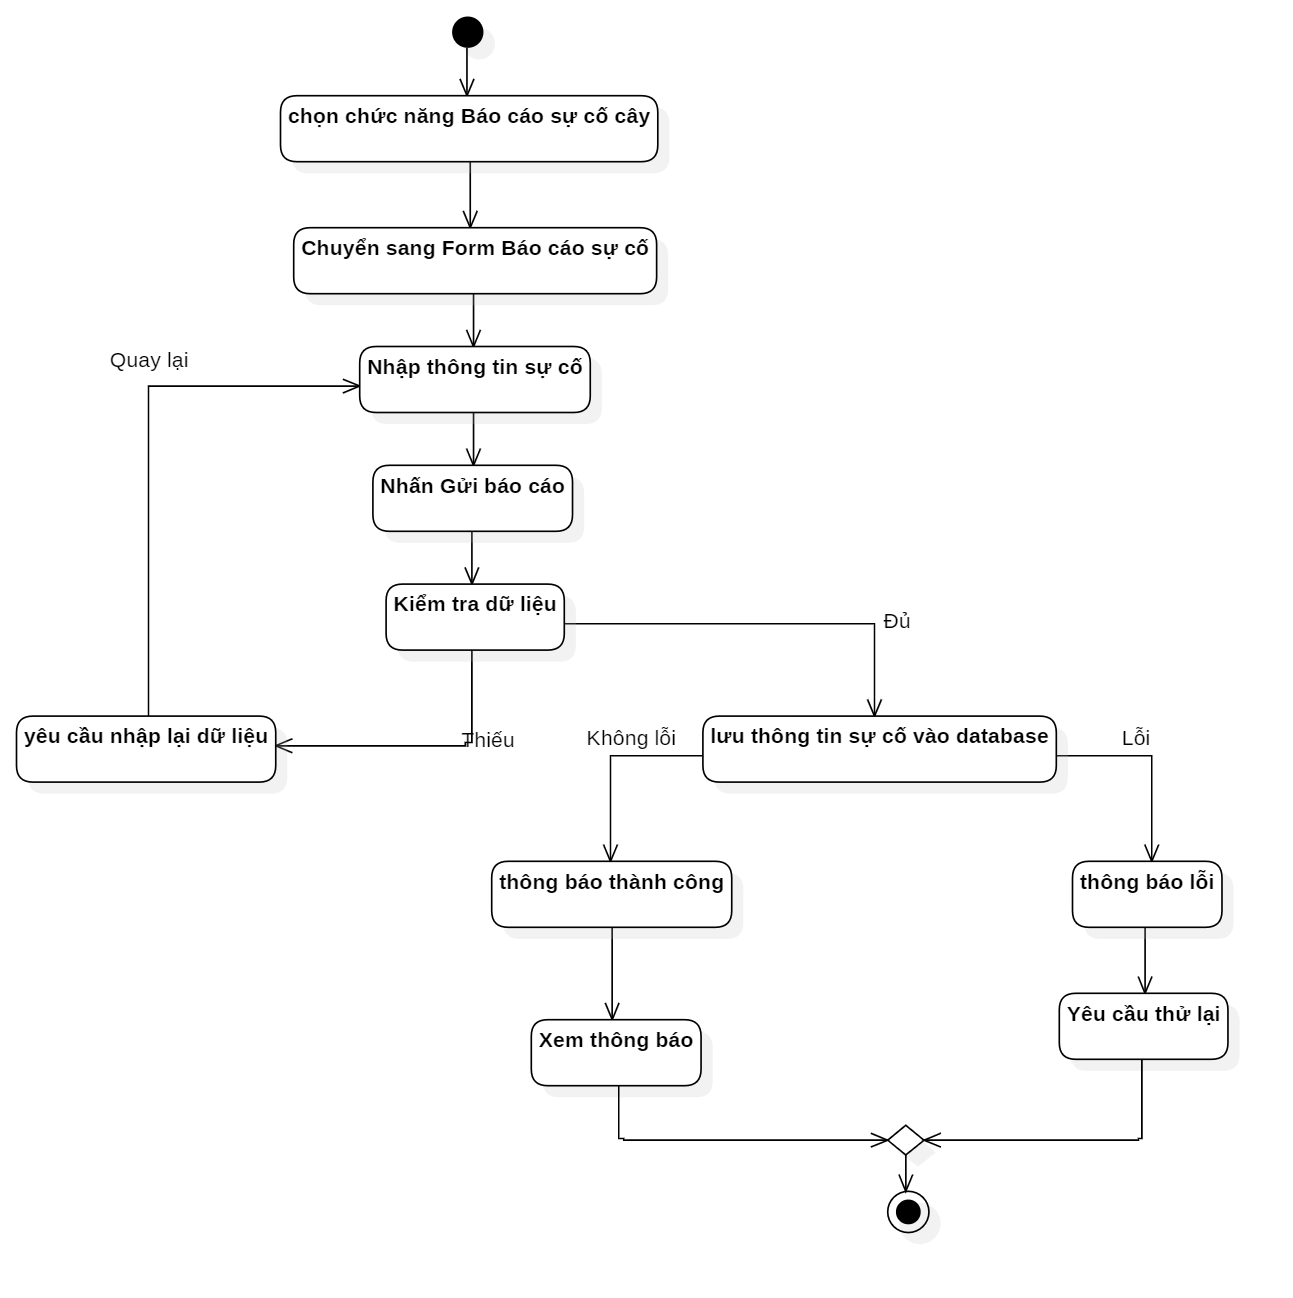 chọn chức năng Báo cáo sự cố cây
Chuyển sang Form Báo cáo sự cố
Quay lại
Nhập thông tin sự cố
Nhấn Gửi báo cáo
Kiểm tra dữ liệu
Đủ
yêu cầu nhập lại dữ liệu
Thiếu
Không lỗi
lưu thông tin sự cố vào database
Lỗi
thông báo thành công
thông báo lỗi
Yêu cầu thử lại
Xem thông báo